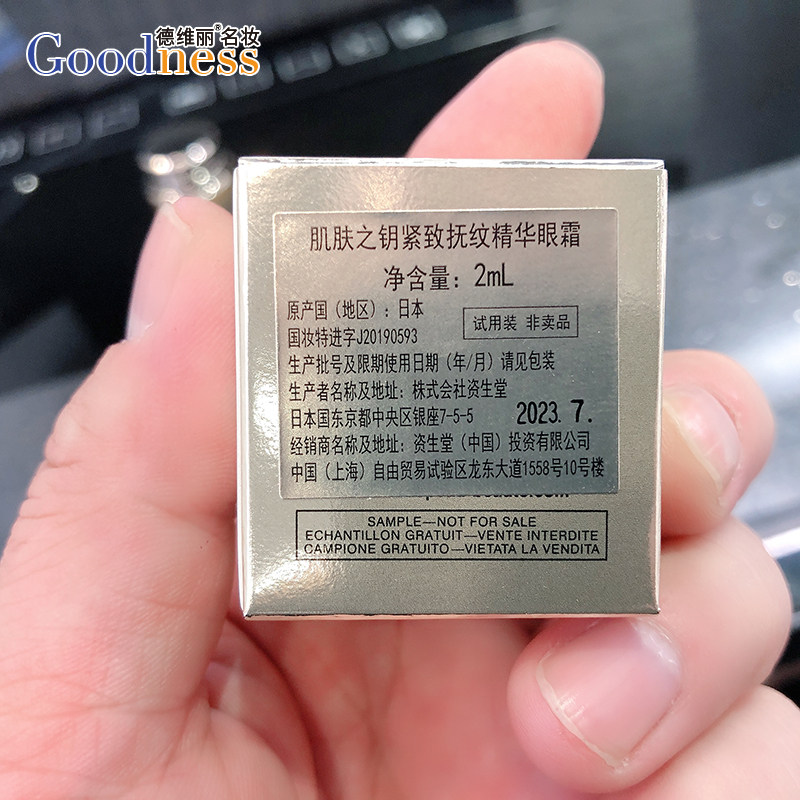 德维丽®名妆
Goodness
肌肤之钥紧致抚纹精华眼霜
净含量：2mL
原产国（地区）：日本
国妆特进字J20190593
试用装 非卖品
生产批号及限期使用日期（年/月）请见包装
生产者名称及地址：株式会社资生堂
日本国东京都中央区银座7-5-5
2023.7.
经销商名称及地址：资生堂（中国）投资有限公司
中国（上海）自由贸易试验区龙东大道1558号10号楼
SAMPLE—NOT FOR SALE
ECHANTILLON GRATUIT—VENTE INTERDITE
CAMPIONE GRATUITO—VIETATA LA VENDITA